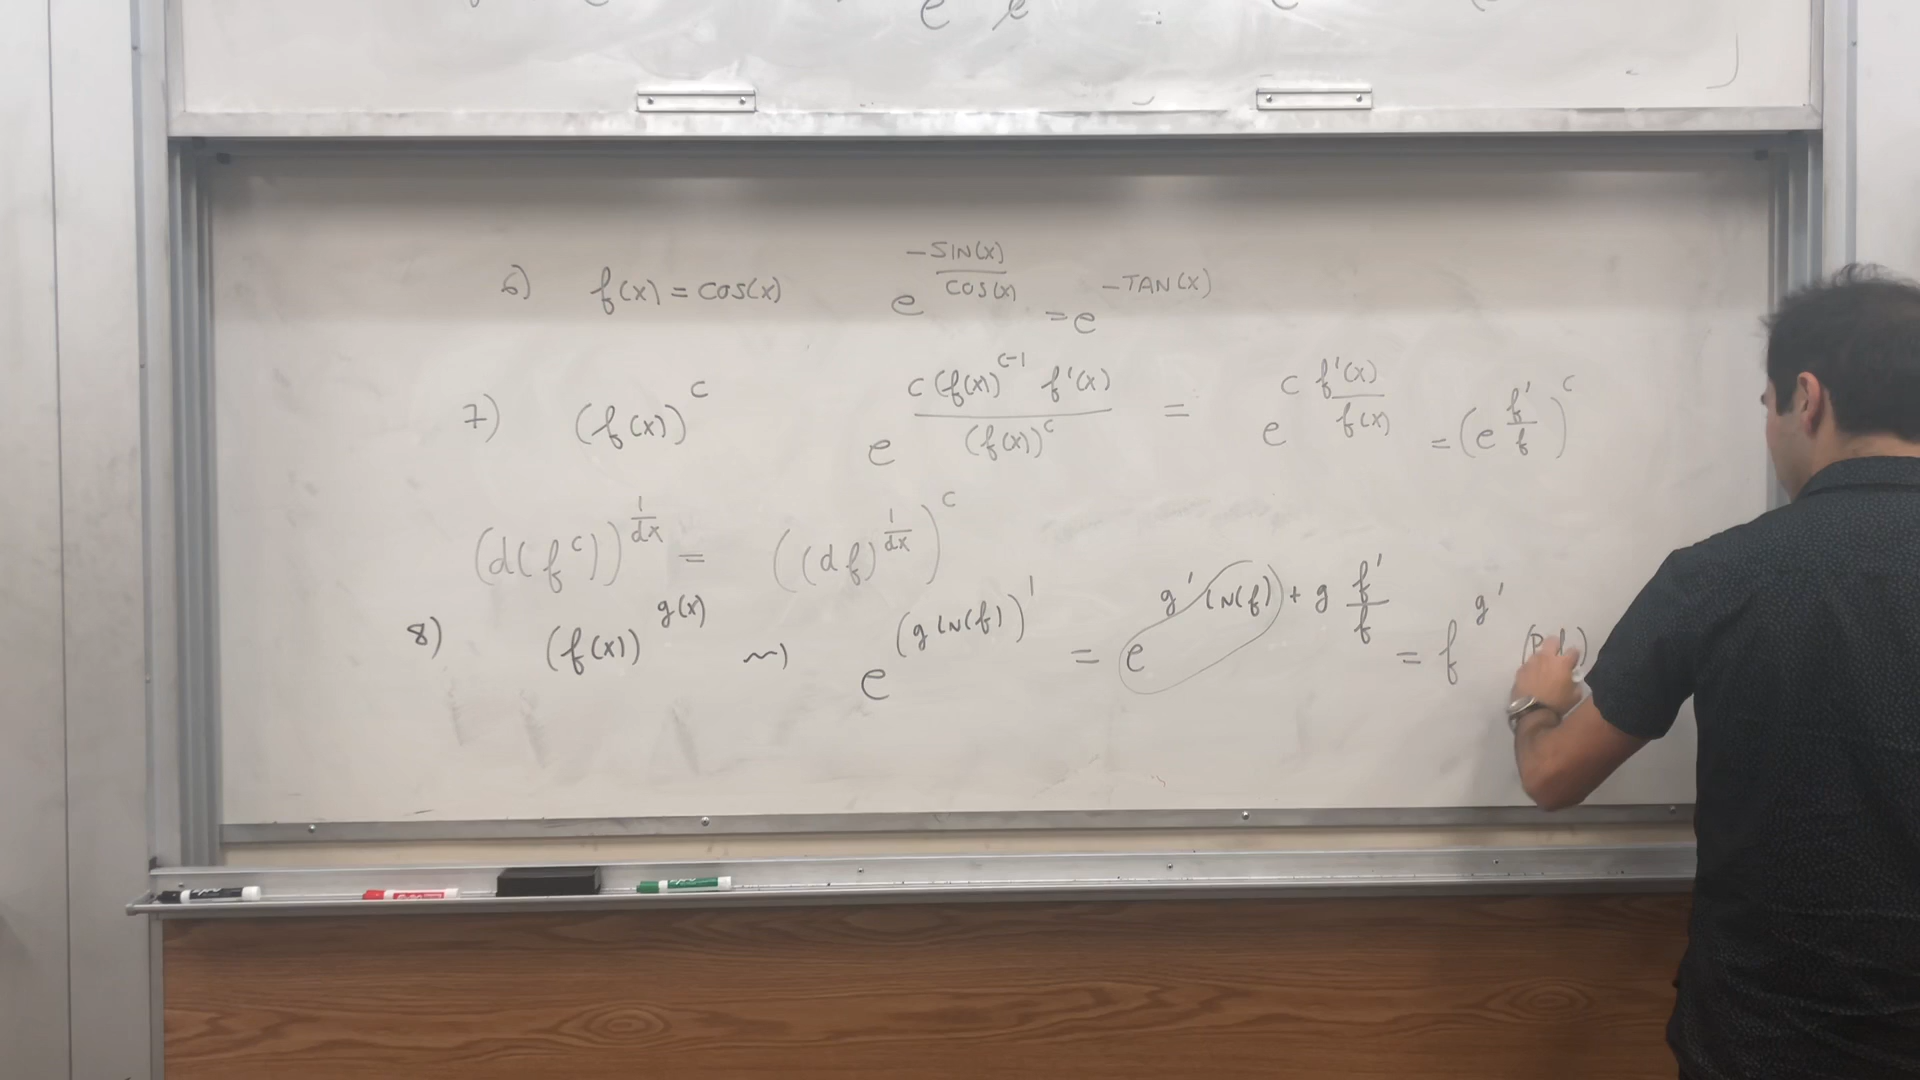 e e
6) f(x) = cos(x) e^{-SIN(x)/COS(x)} = e^{-TAN(x)}
7) (f(x))^c e^{c(f(x))^{c-1} f'(x)/(f(x))^c} = e^{c f'(x)/f(x)} = (e^{f'/f})^c
(d(f^c))^{1/dx} = ((df)^{1/dx})^c
8) (f(x))^{g(x)} ⇝ e^{(g LN(f))'} = e^{g' LN(f) + g f'/f} = f^{g'}